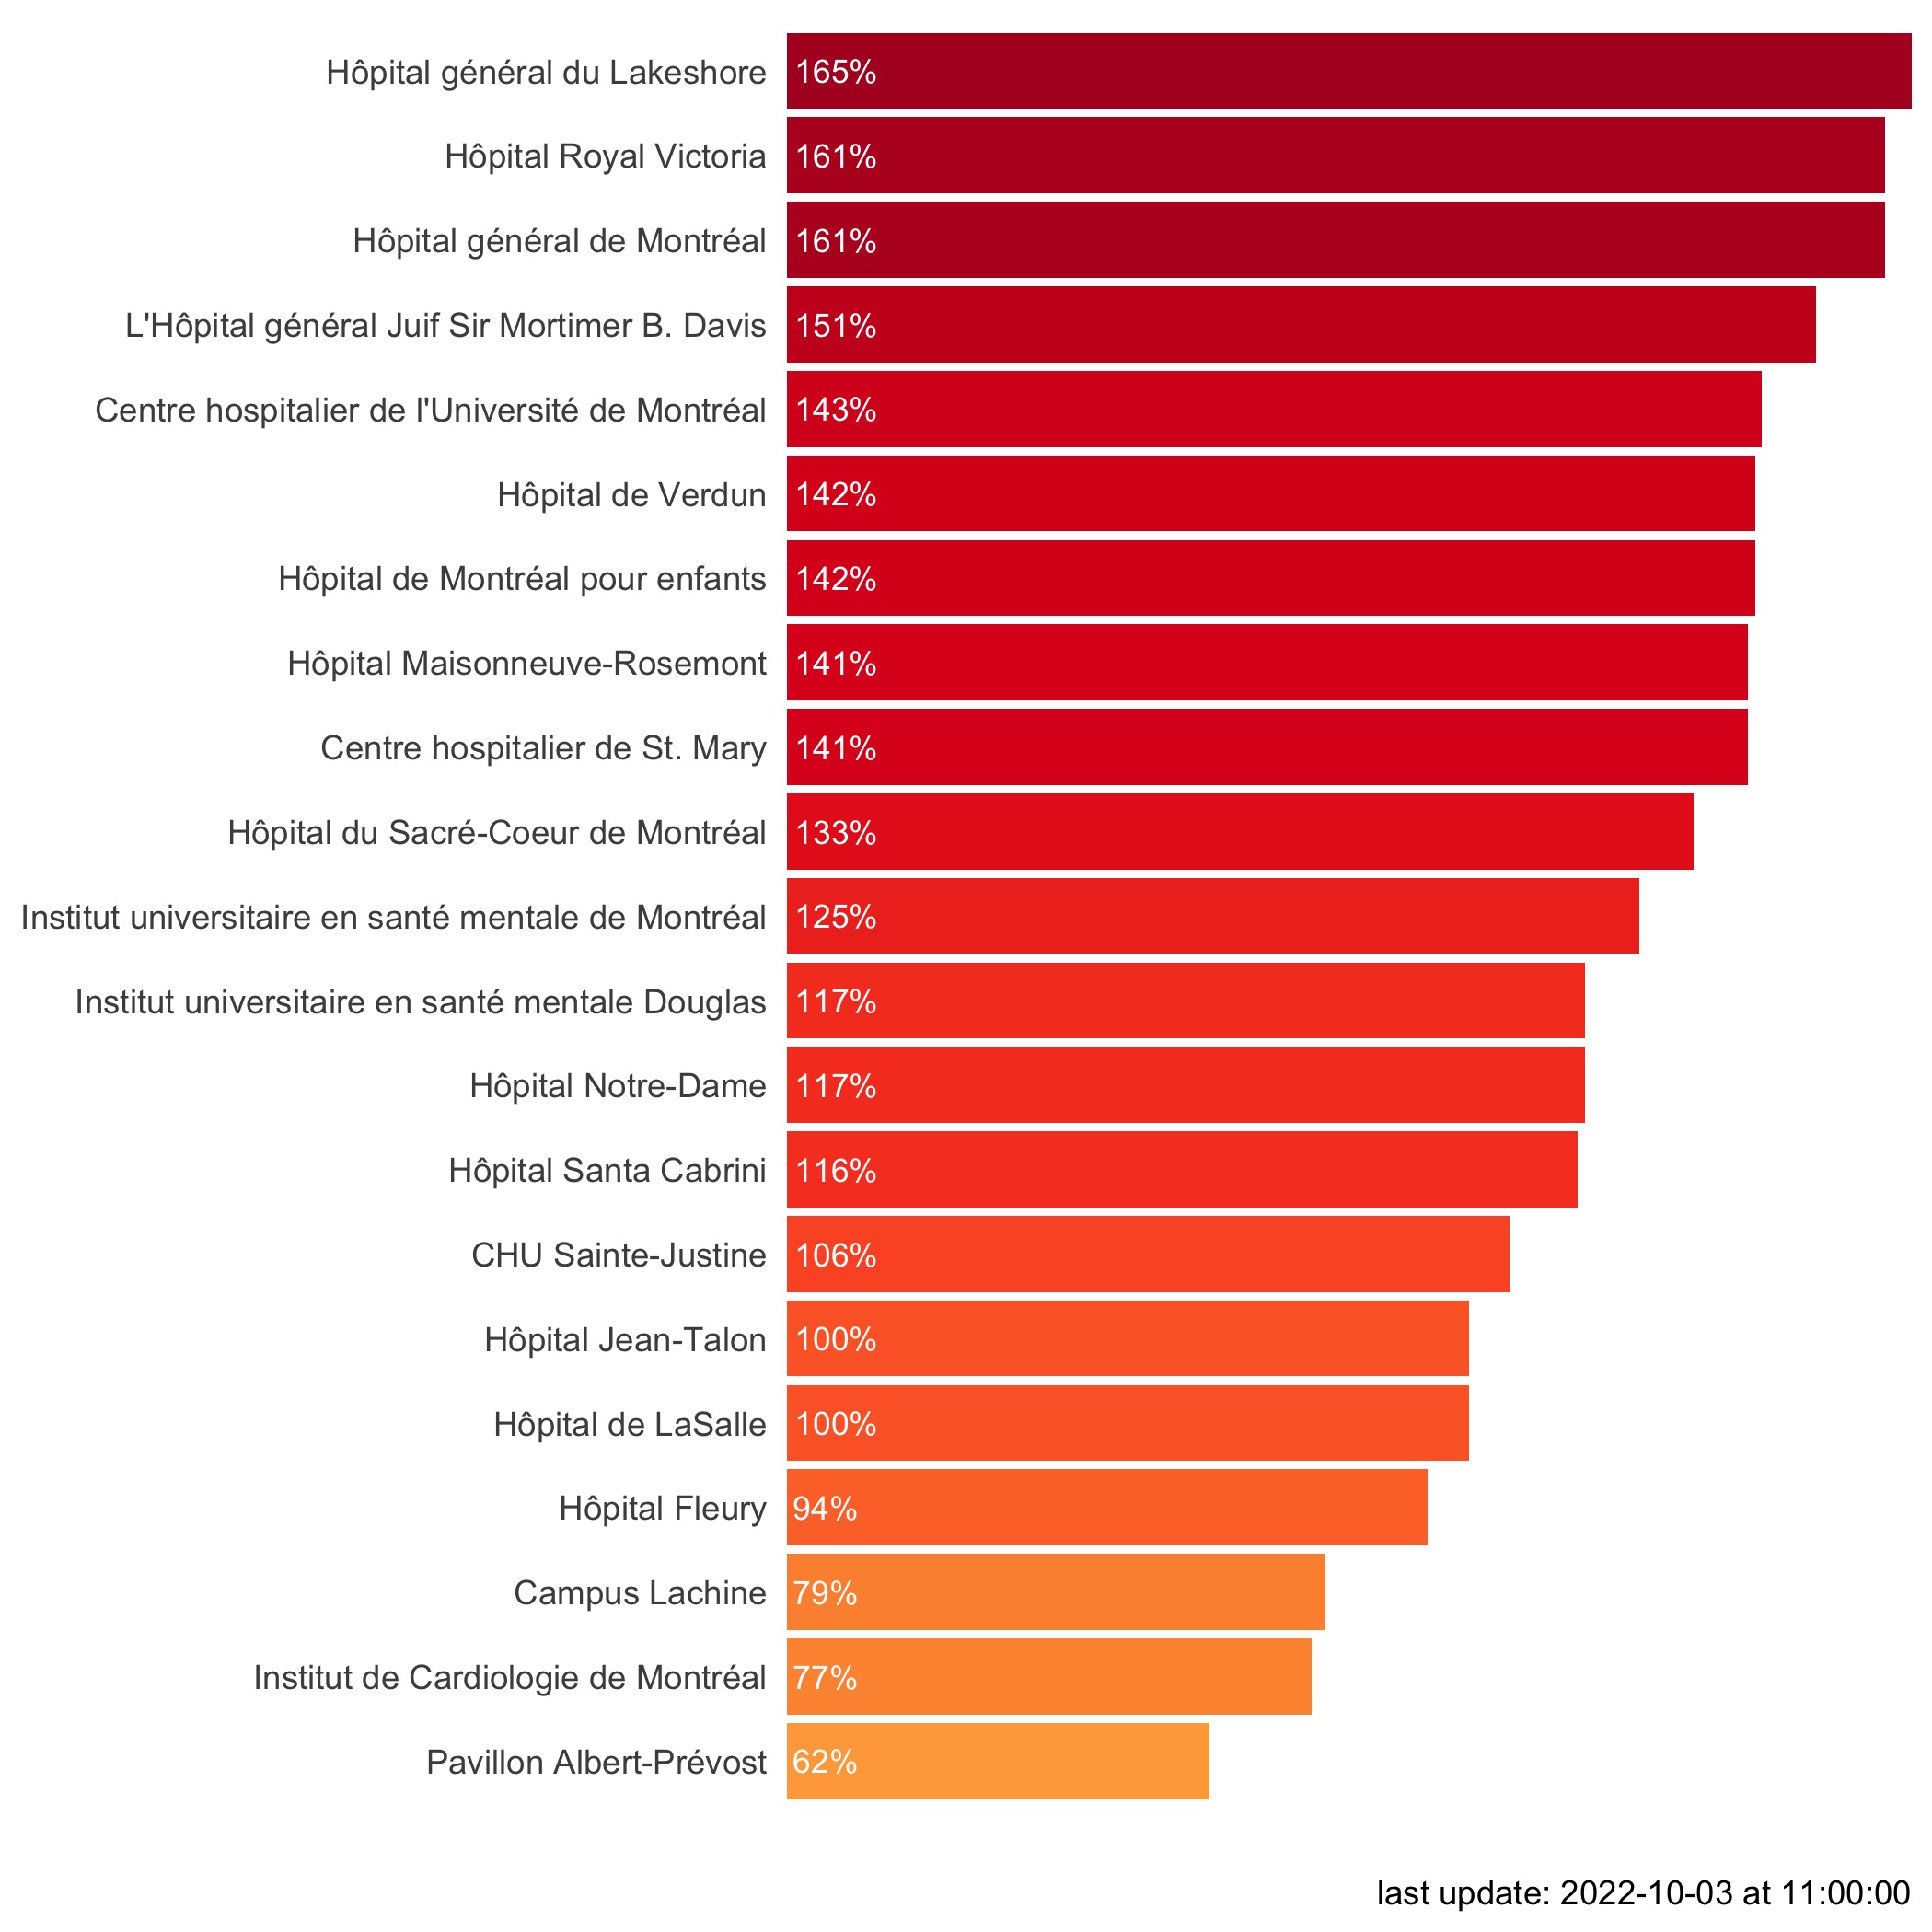 Hôpital général du Lakeshore 165%
Hôpital Royal Victoria 161%
Hôpital général de Montréal 161%
L'Hôpital général Juif Sir Mortimer B. Davis 151%
Centre hospitalier de l'Université de Montréal 143%
Hôpital de Verdun 142%
Hôpital de Montréal pour enfants 142%
Hôpital Maisonneuve-Rosemont 141%
Centre hospitalier de St. Mary 141%
Hôpital du Sacré-Coeur de Montréal 133%
Institut universitaire en santé mentale de Montréal 125%
Institut universitaire en santé mentale Douglas 117%
Hôpital Notre-Dame 117%
Hôpital Santa Cabrini 116%
CHU Sainte-Justine 106%
Hôpital Jean-Talon 100%
Hôpital de LaSalle 100%
Hôpital Fleury 94%
Campus Lachine 79%
Institut de Cardiologie de Montréal 77%
Pavillon Albert-Prévost 62%
last update: 2022-10-03 at 11:00:00